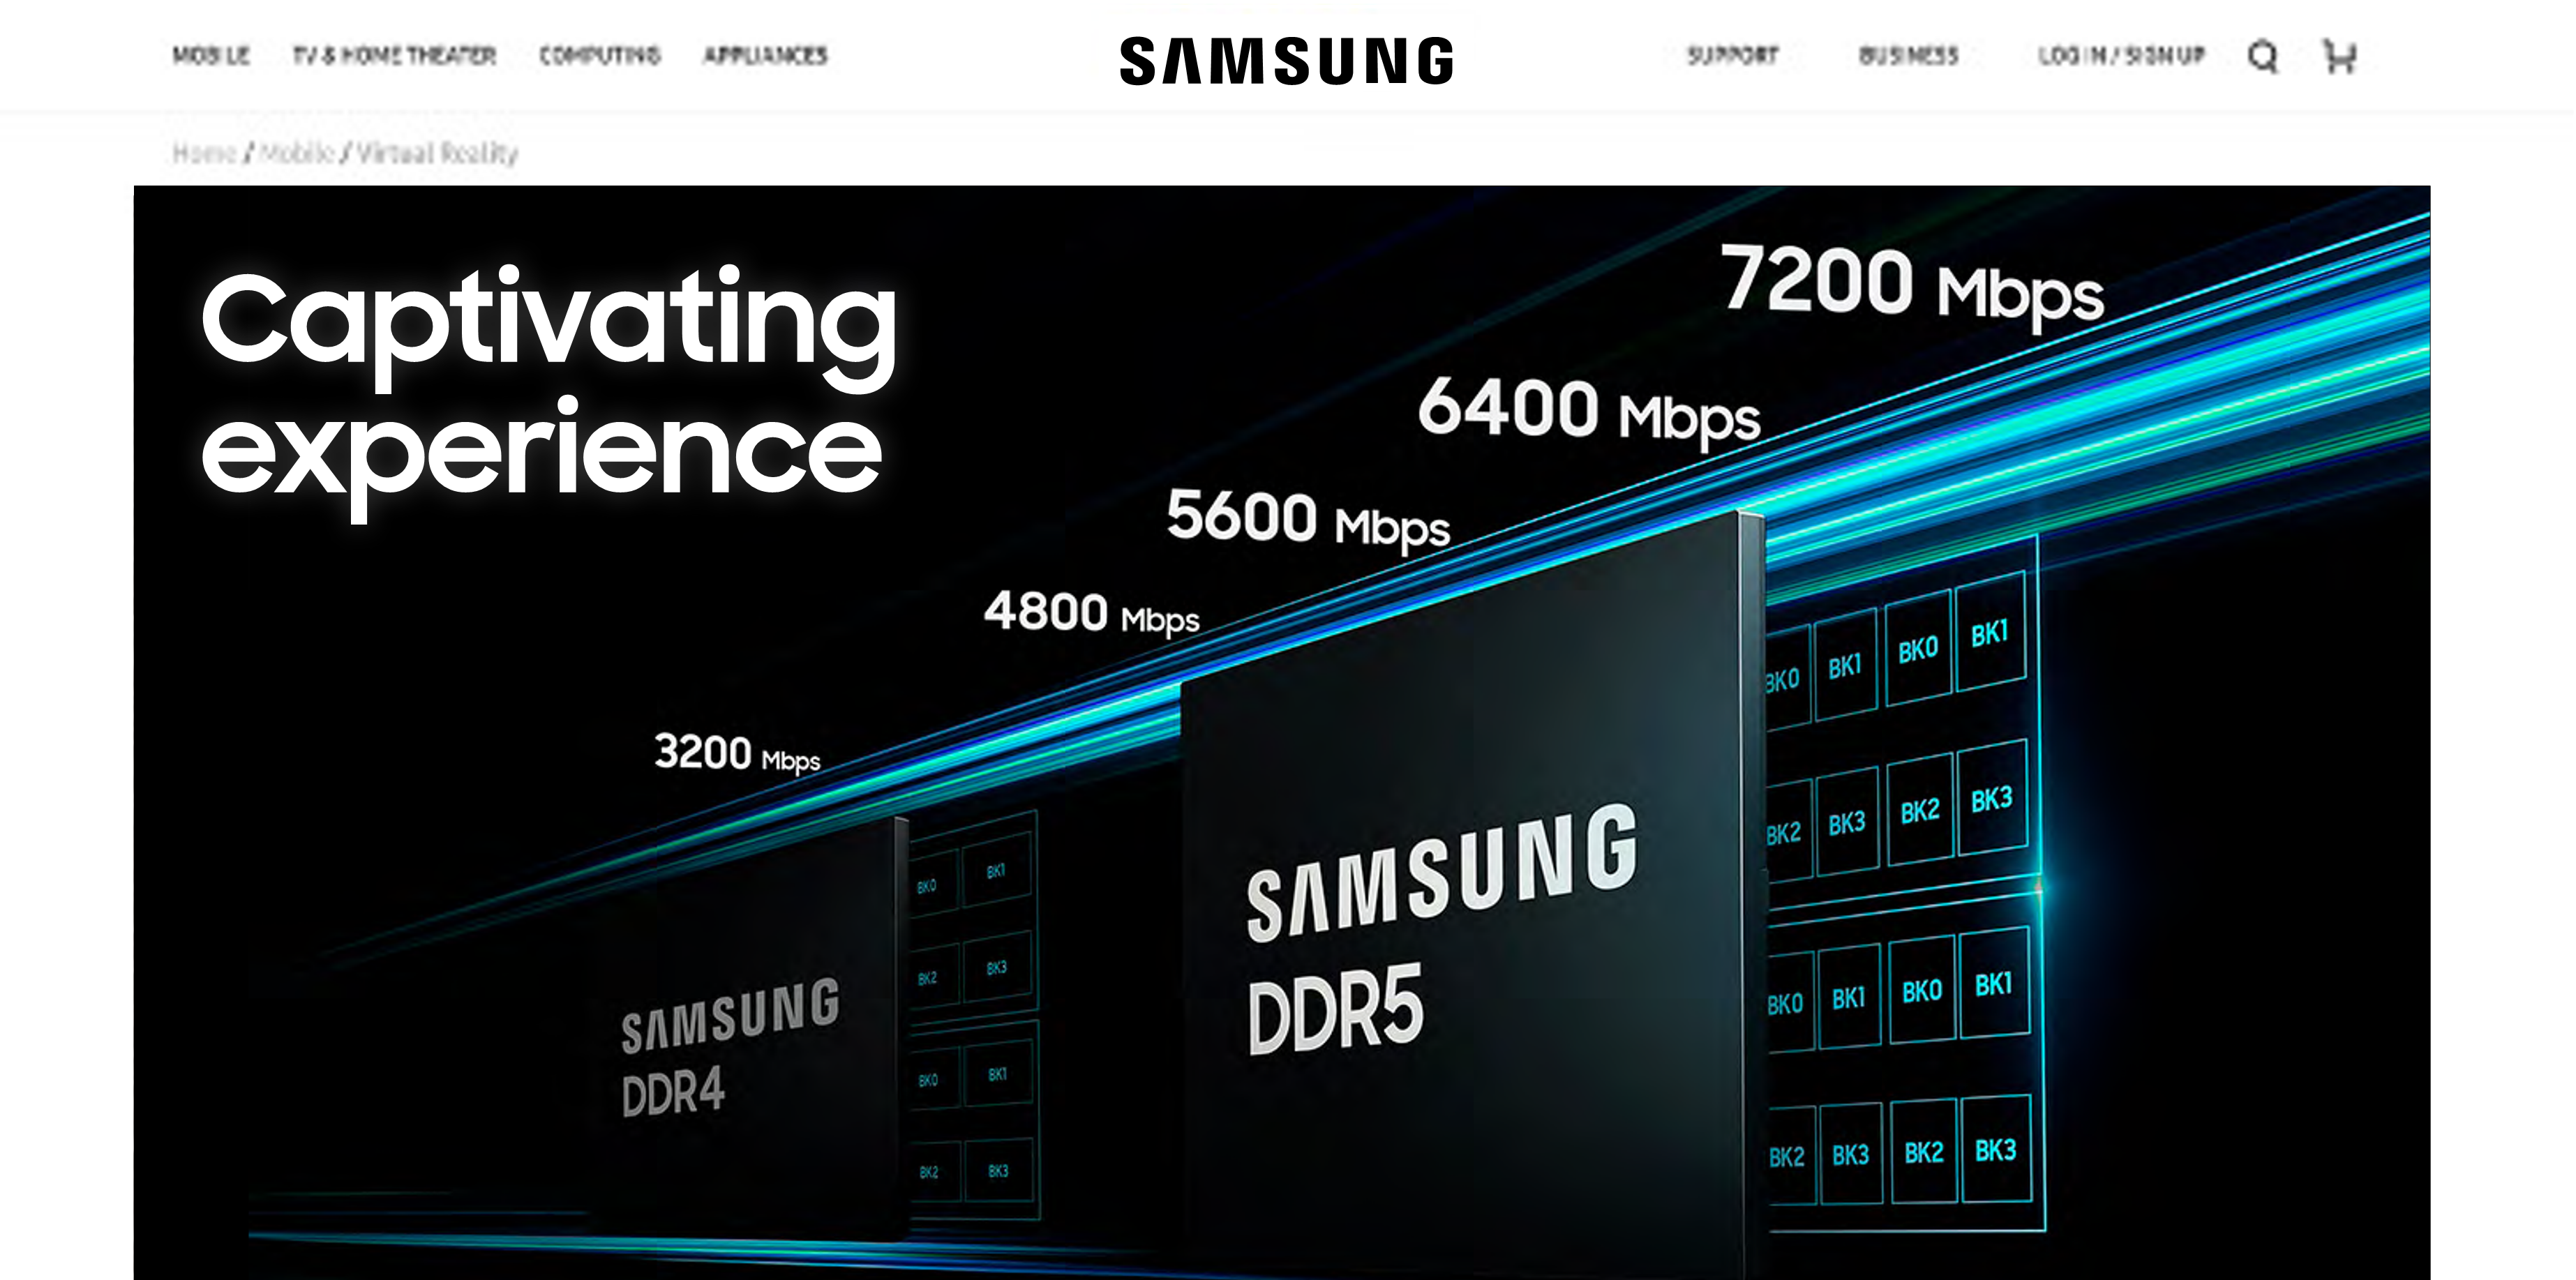 MOBILE TV & HOME THEATER COMPUTING APPLIANCES SAMSUNG SUPPORT BUSINESS LOG IN / SIGN UP
Home / Mobile / Virtual Reality
Captivating
experience
7200 Mbps
6400 Mbps
5600 Mbps
4800 Mbps
3200 Mbps
SAMSUNG
DDR4
BK0 BK1
BK2 BK3
BK0 BK1
BK2 BK3
SAMSUNG
DDR5
BK0 BK1 BK0 BK1
BK2 BK3 BK2 BK3
BK0 BK1 BK0 BK1
BK2 BK3 BK2 BK3